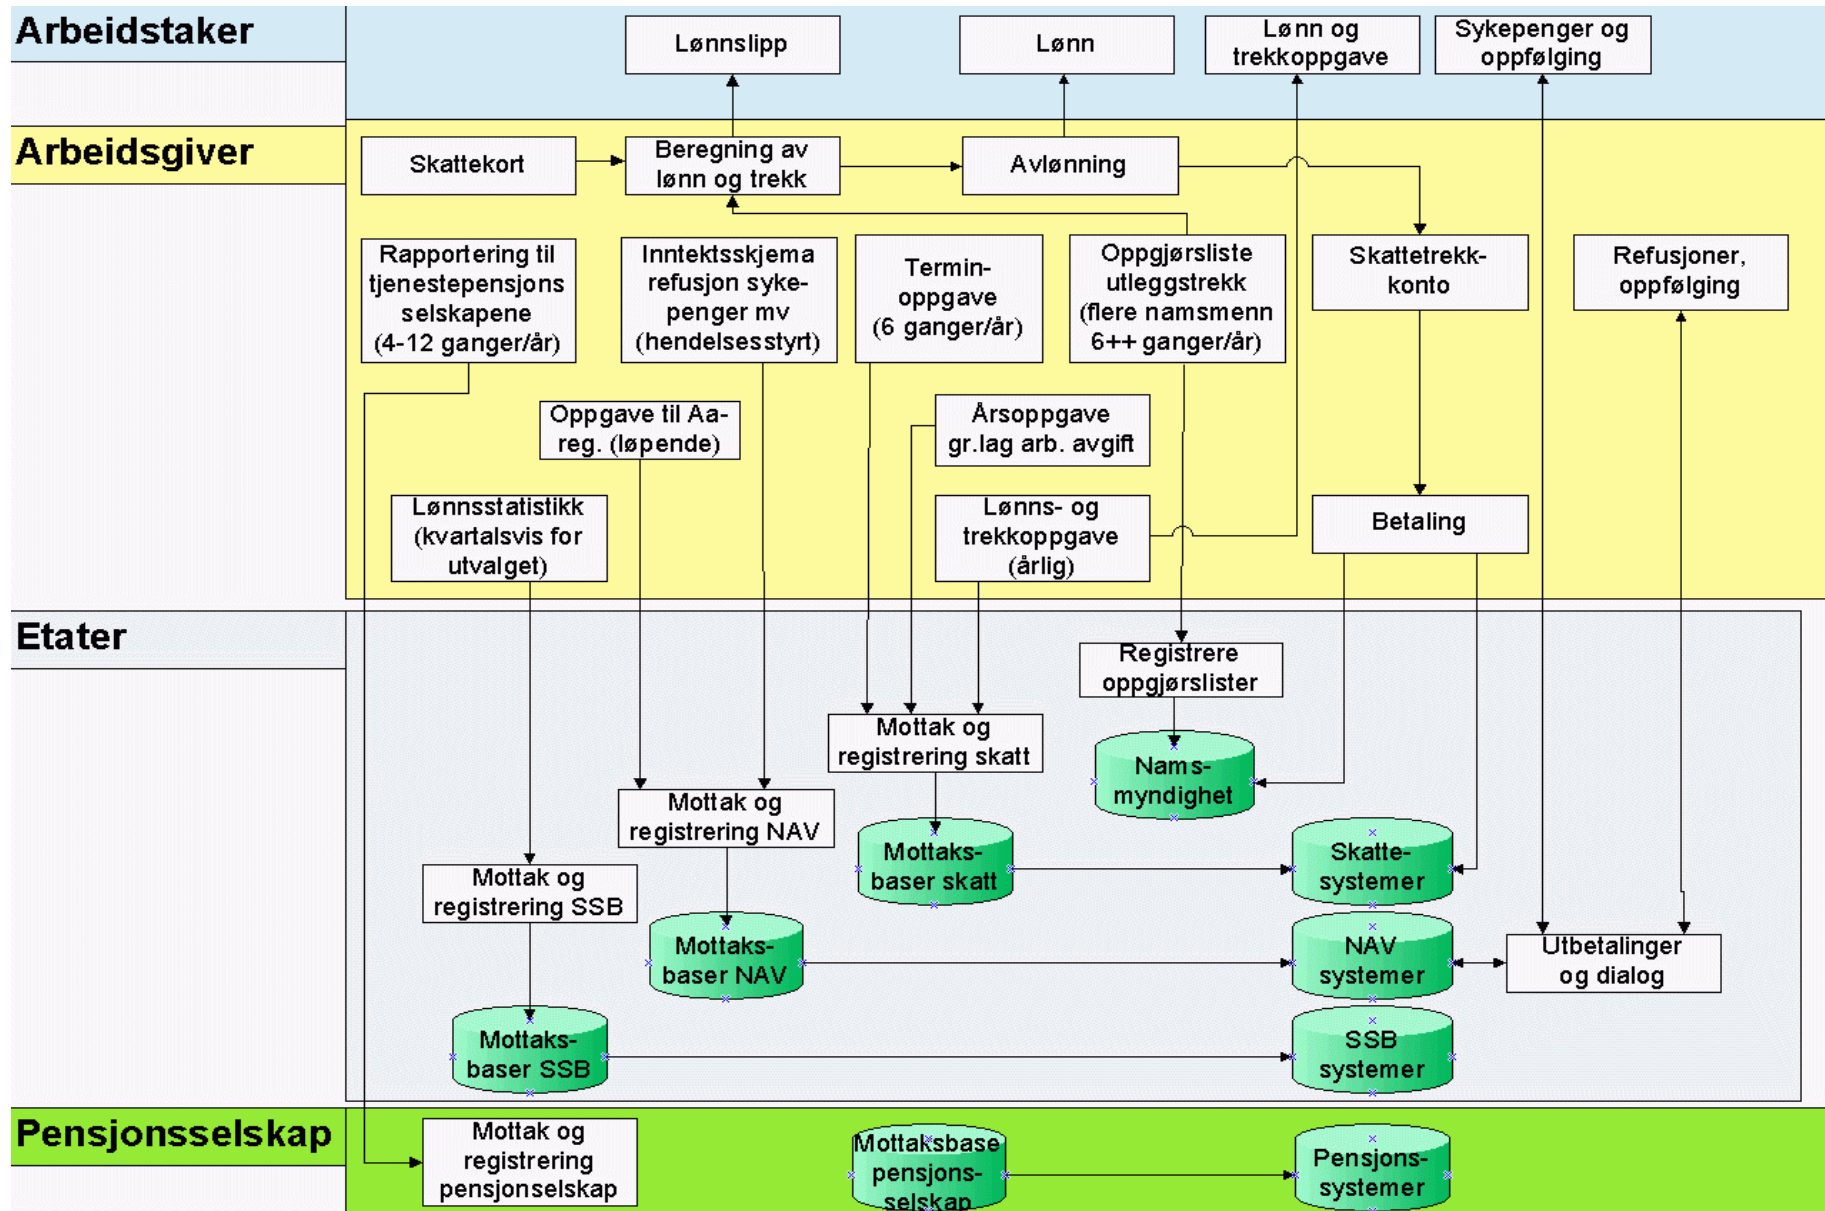 Arbeidstaker
Lønnslipp
Lønn
Lønn og
trekkoppgave
Sykepenger og
oppfølging
Arbeidsgiver
Skattekort
Beregning av
lønn og trekk
Avlønning
Rapportering til
tjenestepensjons
selskapene
(4-12 ganger/år)
Inntektsskjema
refusjon syke-
penger mv
(hendelsesstyrt)
Termin-
oppgave
(6 ganger/år)
Oppgjørsliste
utleggstrekk
(flere namsmenn
6++ ganger/år)
Skattetrekk-
konto
Refusjoner,
oppfølging
Oppgave til Aa-
reg. (løpende)
Årsoppgave
gr.lag arb. avgift
Lønnsstatistikk
(kvartalsvis for
utvalget)
Lønns- og
trekkoppgave
(årlig)
Betaling
Etater
Registrere
oppgjørslister
Mottak og
registrering skatt
Nams-
myndighet
Mottak og
registrering NAV
Mottaks-
baser skatt
Skatte-
systemer
Mottak og
registrering SSB
Mottaks-
baser NAV
NAV
systemer
Utbetalinger
og dialog
Mottaks-
baser SSB
SSB
systemer
Pensjonsselskap
Mottak og
registrering
pensjonselskap
Mottaksbase
pensjons-
selskap
Pensjons-
systemer